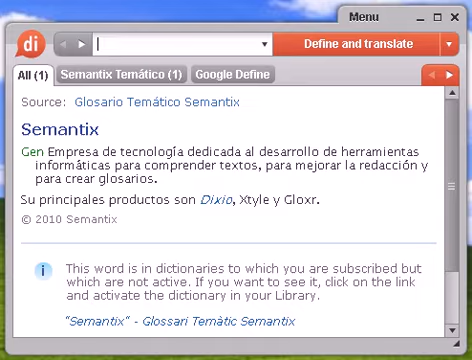 Menu
di
Define and translate
All (1)
Semantix Temático (1)
Google Define
Source: Glosario Temático Semantix
Semantix
Gen Empresa de tecnología dedicada al desarrollo de herramientas
informáticas para comprender textos, para mejorar la redacción y
para crear glosarios.
Su principales productos son Dixio, Xtyle y Gloxr.
© 2010 Semantix
i
This word is in dictionaries to which you are subscribed but
which are not active. If you want to see it, click on the link
and activate the dictionary in your Library.
"Semantix" - Glossari Temàtic Semantix